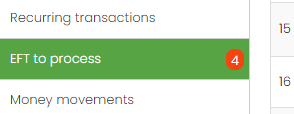 Recurring transactions
15
EFT to process 4
16
Money movements